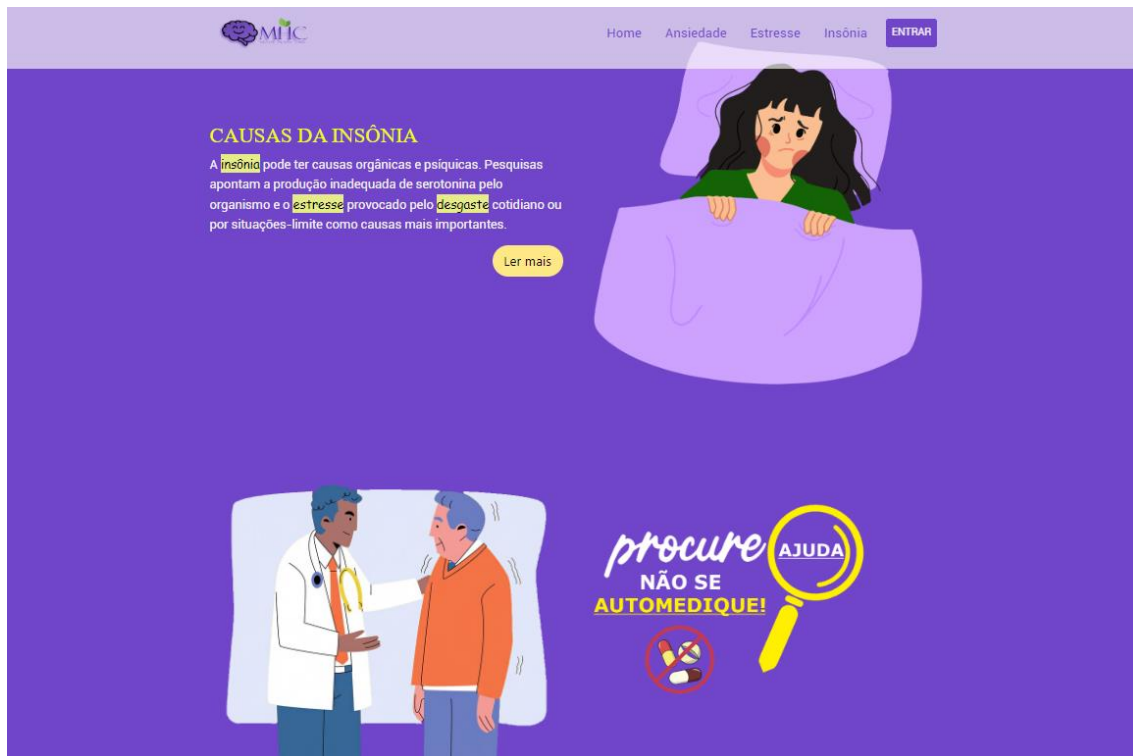 MHC
Home Ansiedade Estresse Insônia ENTRAR
CAUSAS DA INSÔNIA
A insônia pode ter causas orgânicas e psíquicas. Pesquisas
apontam a produção inadequada de serotonina pelo
organismo e o estresse provocado pelo desgaste cotidiano ou
por situações-limite como causas mais importantes.
Ler mais
procure AJUDA
NÃO SE
AUTOMEDIQUE!